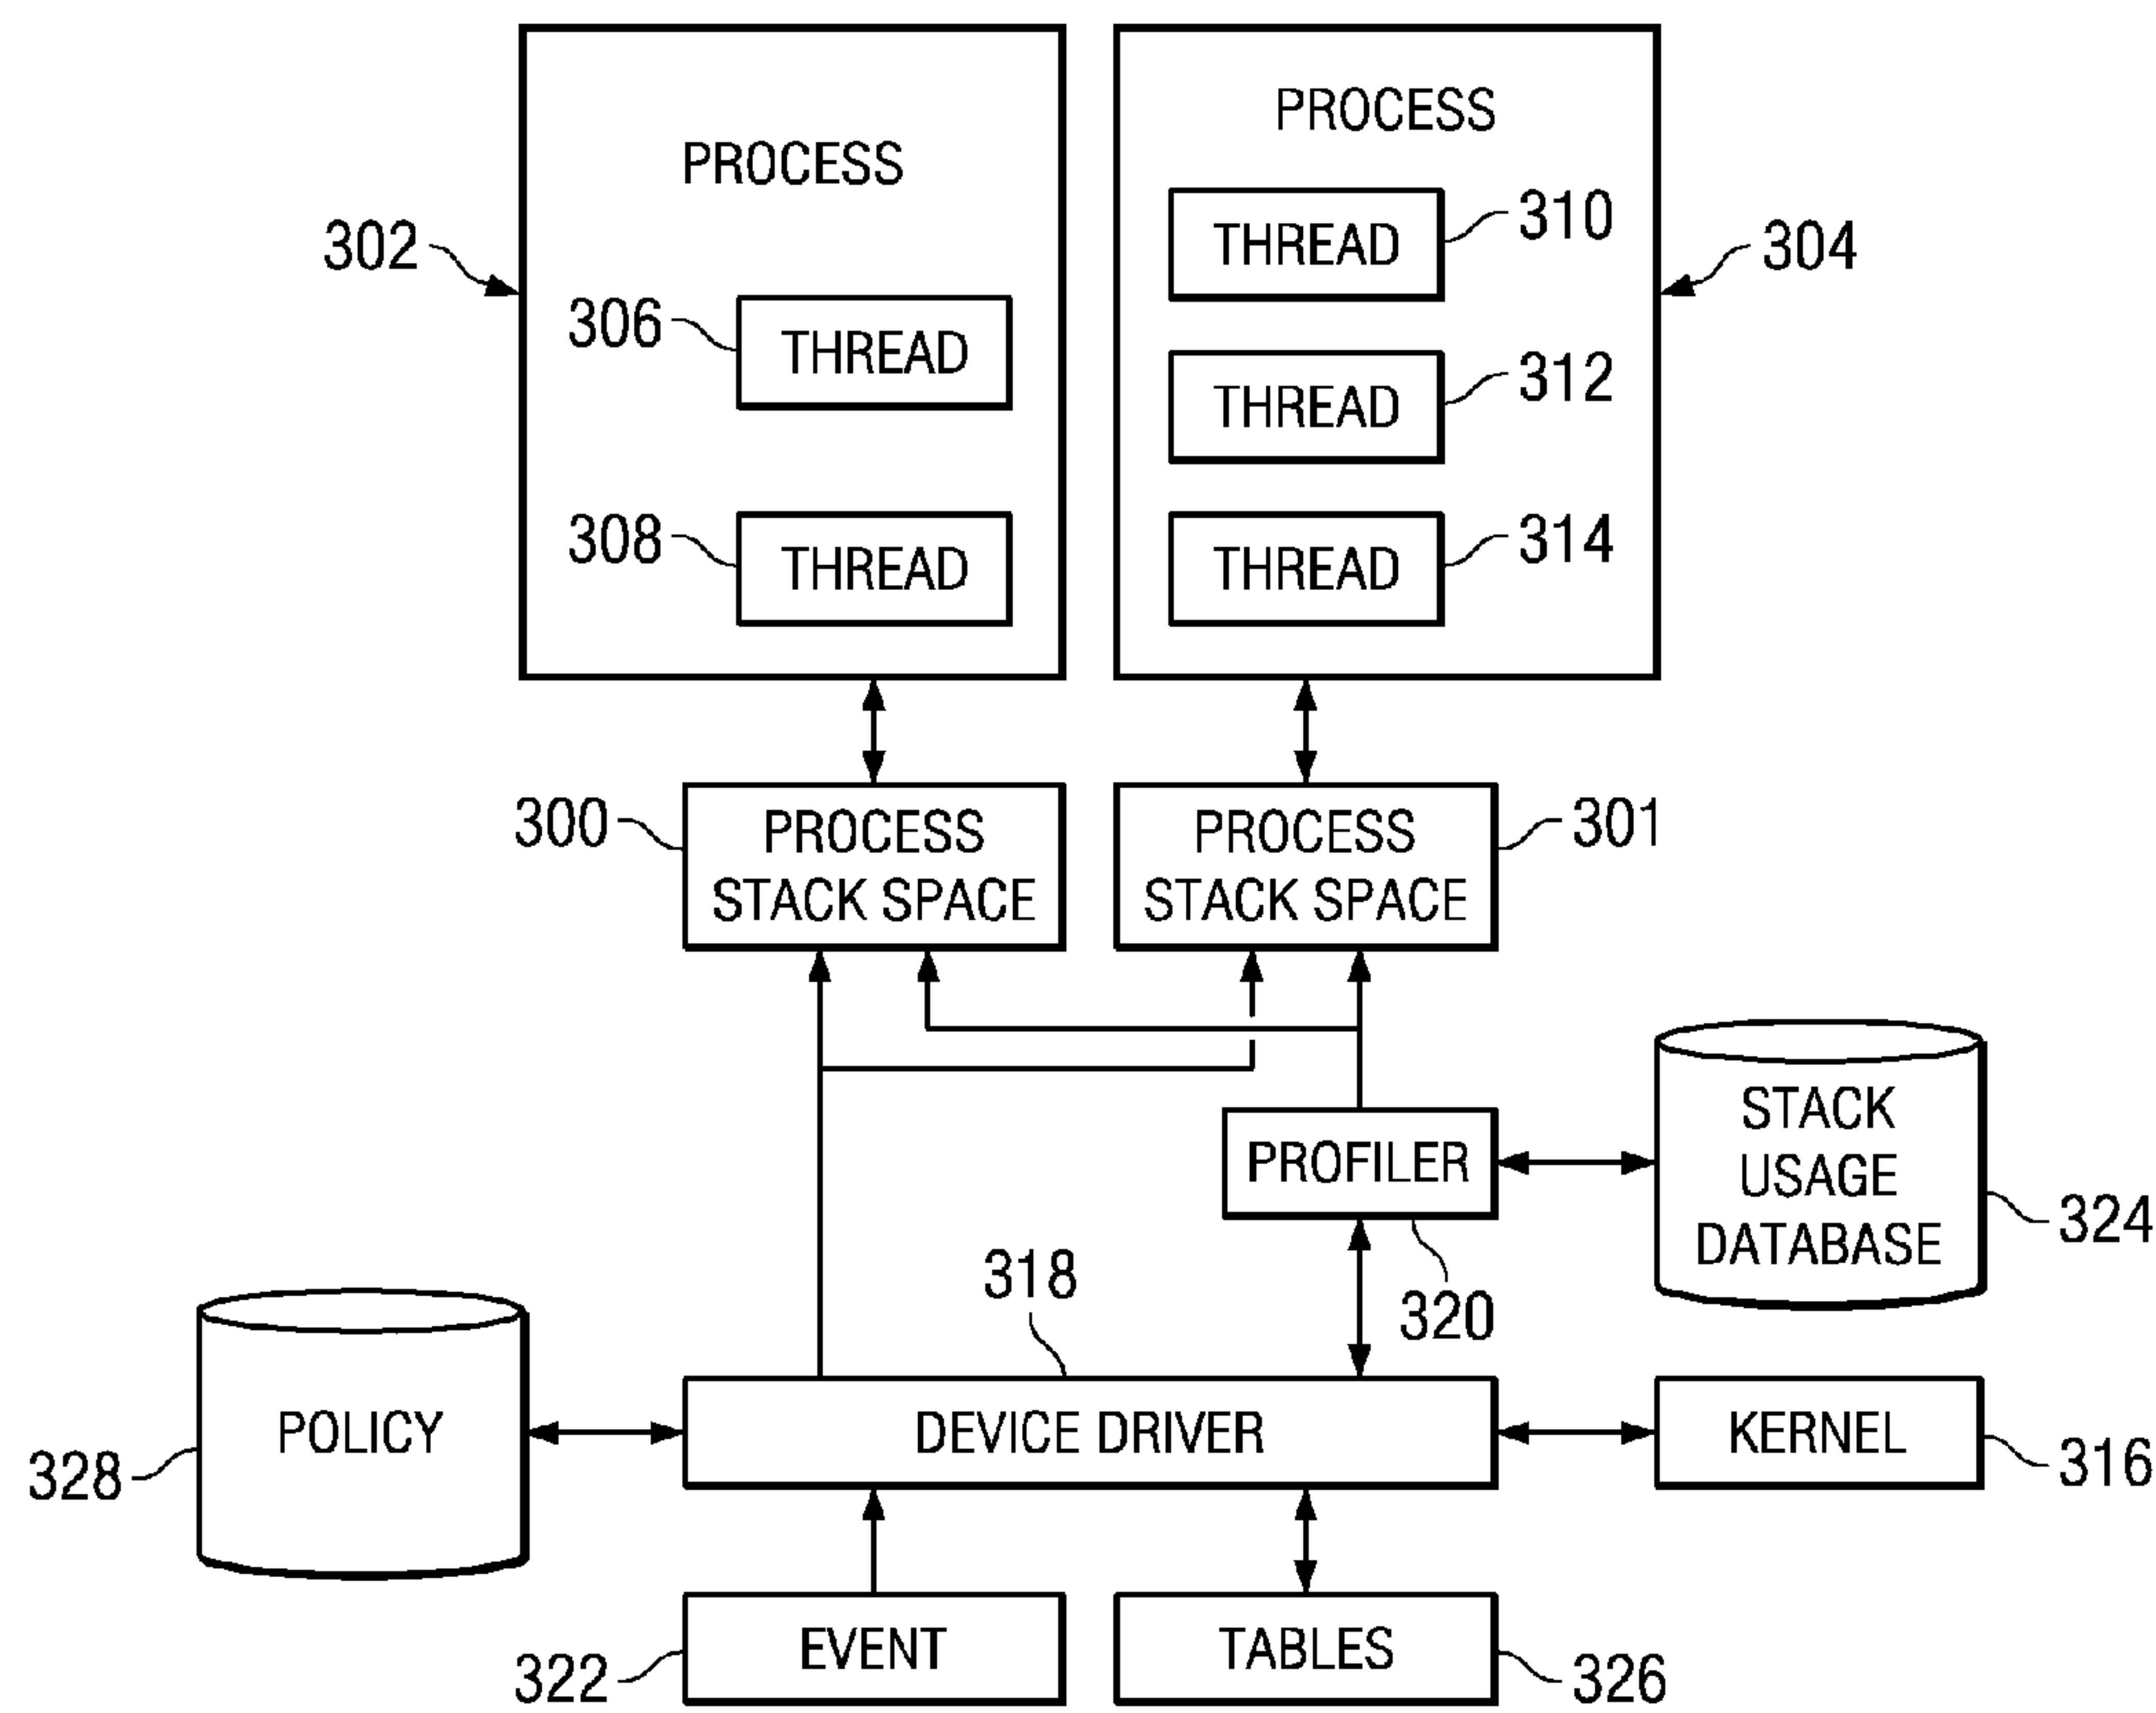 PROCESS
PROCESS
302
304
THREAD
310
306
THREAD
THREAD
312
308
THREAD
THREAD
314
300
PROCESS
STACK SPACE
PROCESS
STACK SPACE
301
PROFILER
320
STACK
USAGE
DATABASE
324
318
POLICY
328
DEVICE DRIVER
KERNEL
316
EVENT
322
TABLES
326